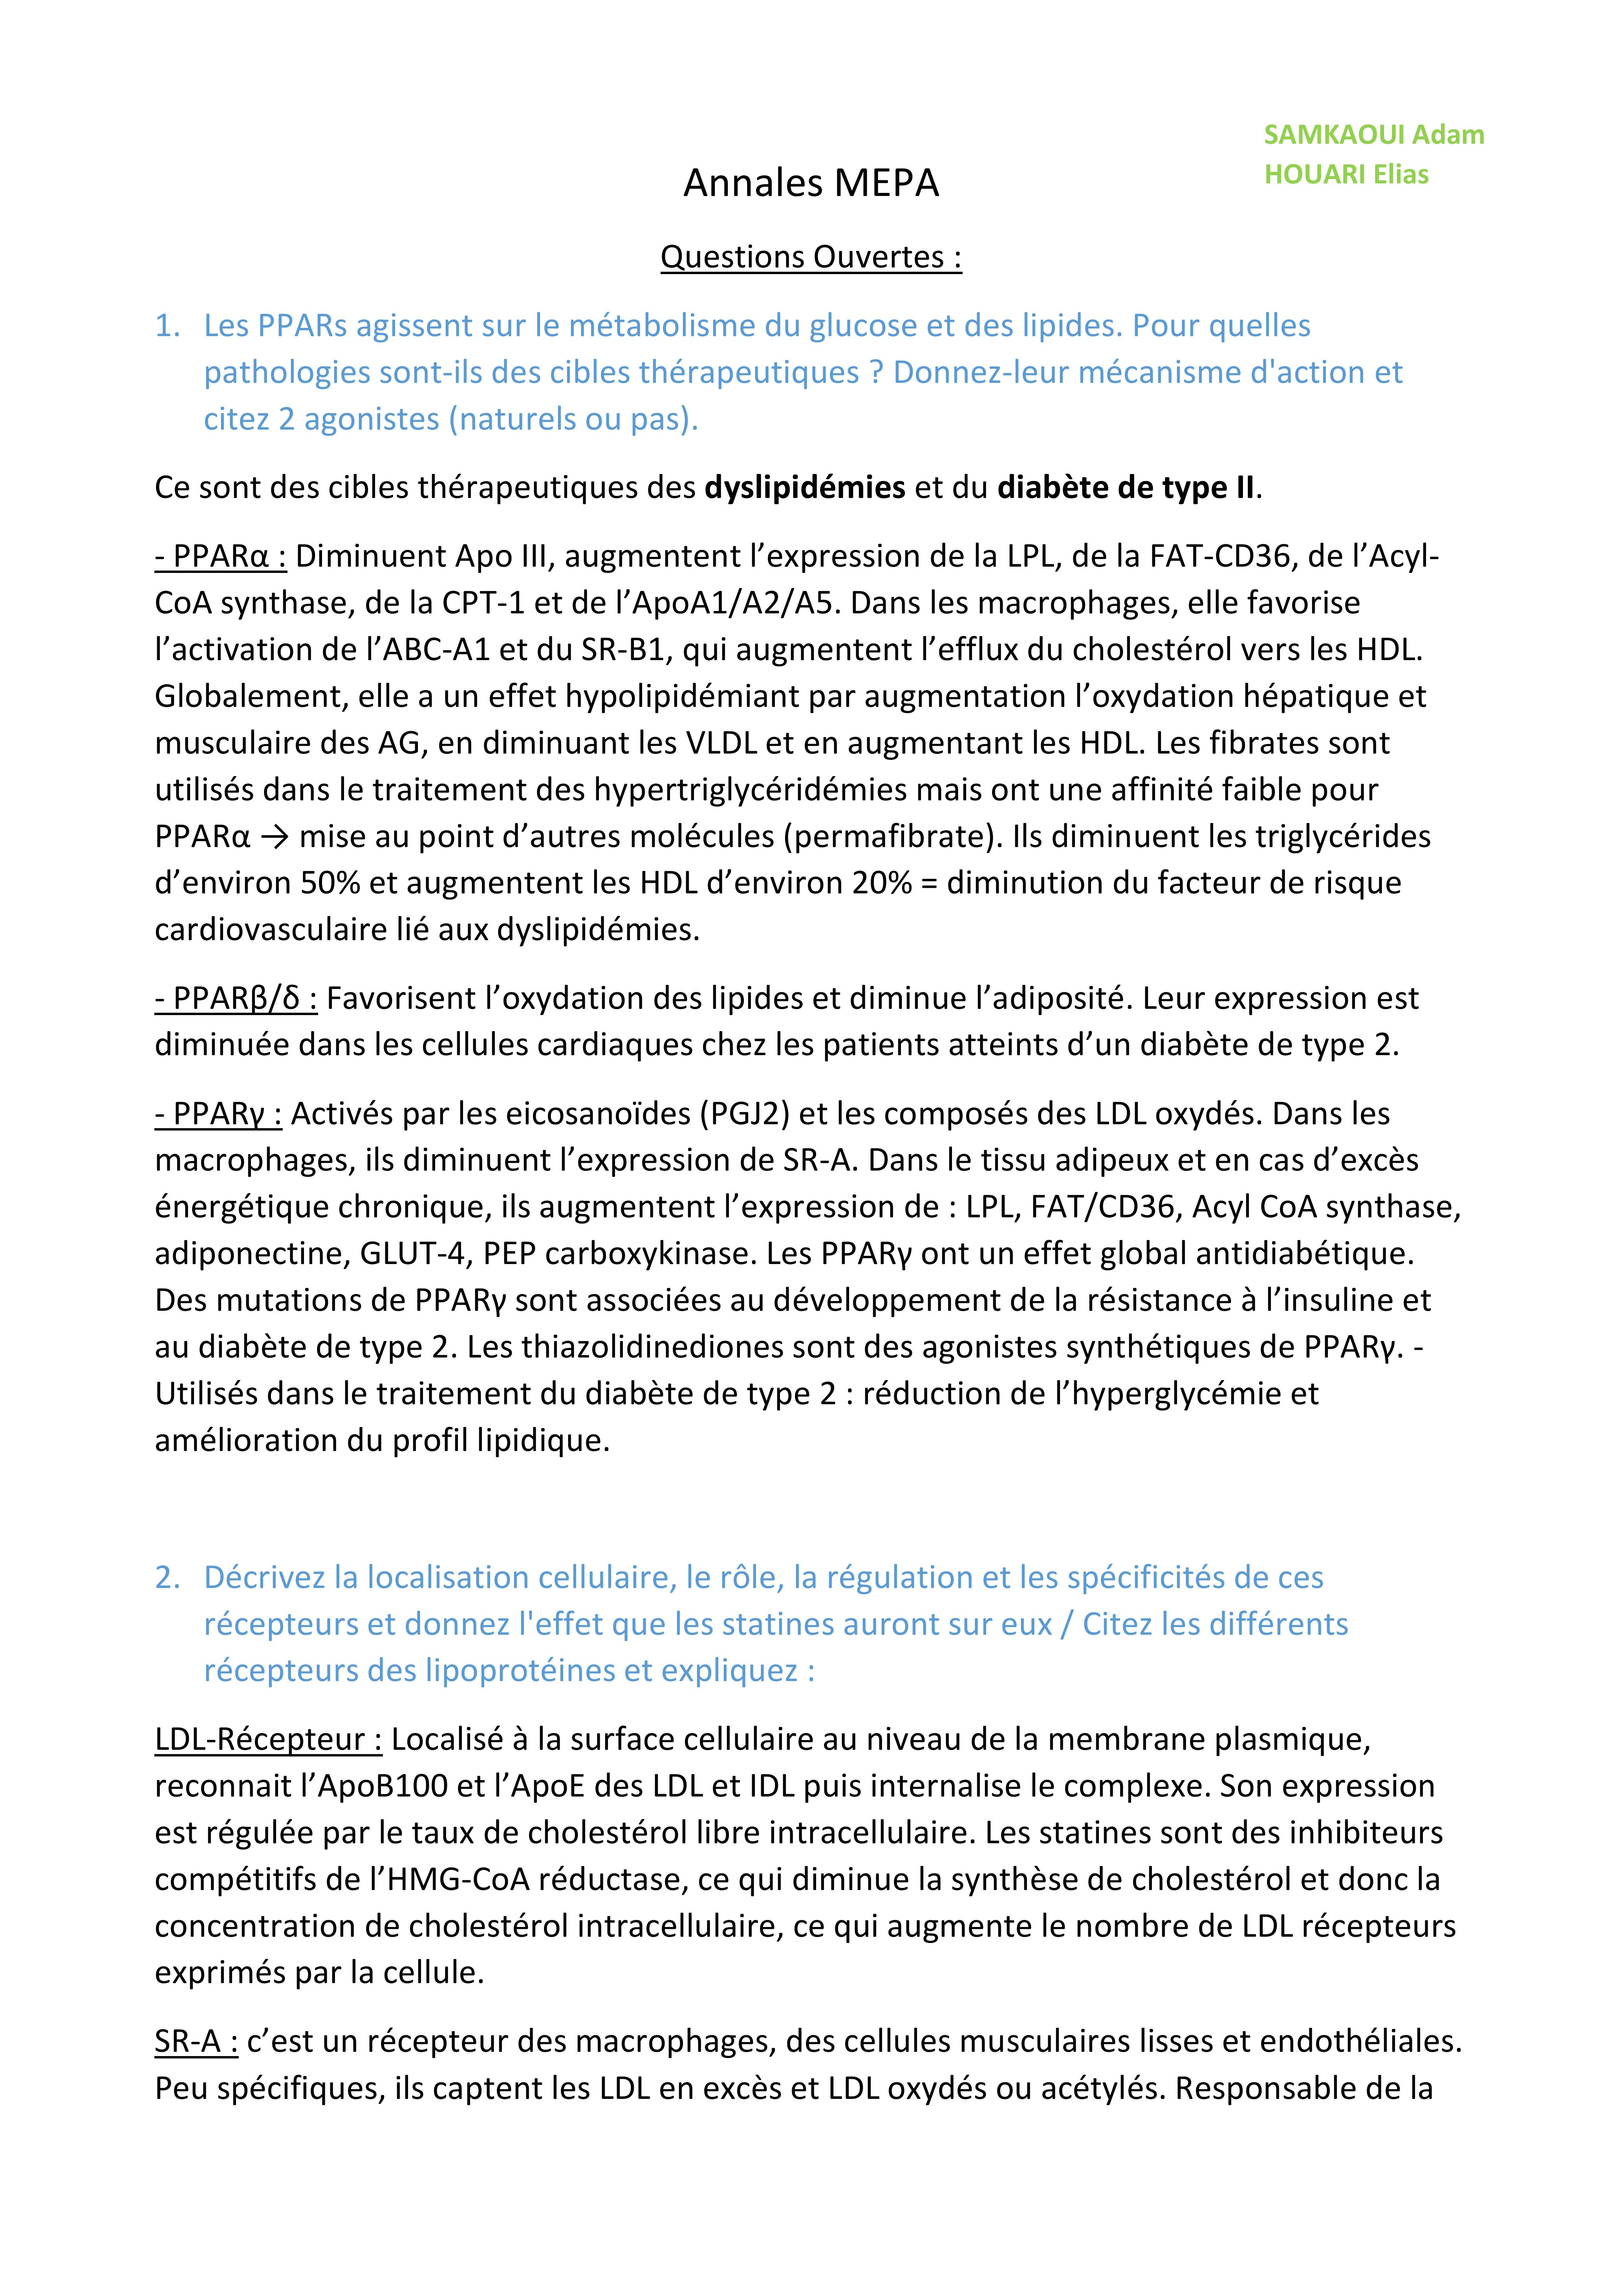 SAMKAOUI Adam
HOUARI Elias
Annales MEPA
Questions Ouvertes :
1. Les PPARs agissent sur le métabolisme du glucose et des lipides. Pour quelles
pathologies sont-ils des cibles thérapeutiques ? Donnez-leur mécanisme d'action et
citez 2 agonistes (naturels ou pas).
Ce sont des cibles thérapeutiques des dyslipidémies et du diabète de type II.
- PPARα : Diminuent Apo III, augmentent l’expression de la LPL, de la FAT-CD36, de l’Acyl-
CoA synthase, de la CPT-1 et de l’ApoA1/A2/A5. Dans les macrophages, elle favorise
l’activation de l’ABC-A1 et du SR-B1, qui augmentent l’efflux du cholestérol vers les HDL.
Globalement, elle a un effet hypolipidémiant par augmentation l’oxydation hépatique et
musculaire des AG, en diminuant les VLDL et en augmentant les HDL. Les fibrates sont
utilisés dans le traitement des hypertriglycéridémies mais ont une affinité faible pour
PPARα → mise au point d’autres molécules (permafibrate). Ils diminuent les triglycérides
d’environ 50% et augmentent les HDL d’environ 20% = diminution du facteur de risque
cardiovasculaire lié aux dyslipidémies.
- PPARβ/δ : Favorisent l’oxydation des lipides et diminue l’adiposité. Leur expression est
diminuée dans les cellules cardiaques chez les patients atteints d’un diabète de type 2.
- PPARγ : Activés par les eicosanoïdes (PGJ2) et les composés des LDL oxydés. Dans les
macrophages, ils diminuent l’expression de SR-A. Dans le tissu adipeux et en cas d’excès
énergétique chronique, ils augmentent l’expression de : LPL, FAT/CD36, Acyl CoA synthase,
adiponectine, GLUT-4, PEP carboxykinase. Les PPARγ ont un effet global antidiabétique.
Des mutations de PPARγ sont associées au développement de la résistance à l’insuline et
au diabète de type 2. Les thiazolidinediones sont des agonistes synthétiques de PPARγ. -
Utilisés dans le traitement du diabète de type 2 : réduction de l’hyperglycémie et
amélioration du profil lipidique.
2. Décrivez la localisation cellulaire, le rôle, la régulation et les spécificités de ces
récepteurs et donnez l'effet que les statines auront sur eux / Citez les différents
récepteurs des lipoprotéines et expliquez :
LDL-Récepteur : Localisé à la surface cellulaire au niveau de la membrane plasmique,
reconnait l’ApoB100 et l’ApoE des LDL et IDL puis internalise le complexe. Son expression
est régulée par le taux de cholestérol libre intracellulaire. Les statines sont des inhibiteurs
compétitifs de l’HMG-CoA réductase, ce qui diminue la synthèse de cholestérol et donc la
concentration de cholestérol intracellulaire, ce qui augmente le nombre de LDL récepteurs
exprimés par la cellule.
SR-A : c’est un récepteur des macrophages, des cellules musculaires lisses et endothéliales.
Peu spécifiques, ils captent les LDL en excès et LDL oxydés ou acétylés. Responsable de la